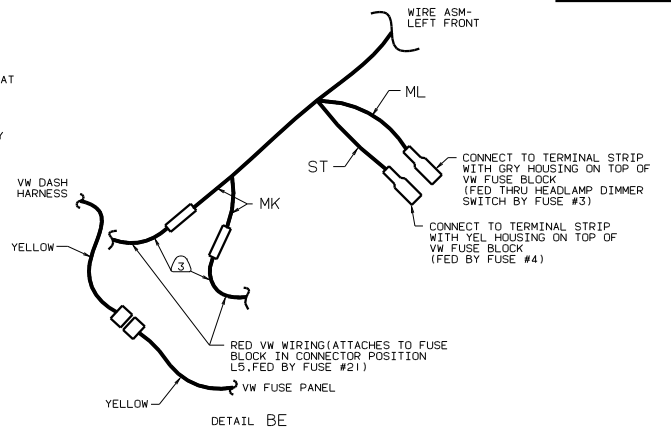 WIRE ASM-
LEFT FRONT
AT
ML
Y
ST
CONNECT TO TERMINAL STRIP
WITH GRY HOUSING ON TOP OF
VW FUSE BLOCK
(FED THRU HEADLAMP DIMMER
SWITCH BY FUSE #3)
VW DASH
HARNESS
MK
CONNECT TO TERMINAL STRIP
WITH YEL HOUSING ON TOP OF
VW FUSE BLOCK
(FED BY FUSE #4)
YELLOW
3
RED VW WIRING(ATTACHES TO FUSE
BLOCK IN CONNECTOR POSITION
L5,FED BY FUSE #21)
VW FUSE PANEL
YELLOW
DETAIL BE